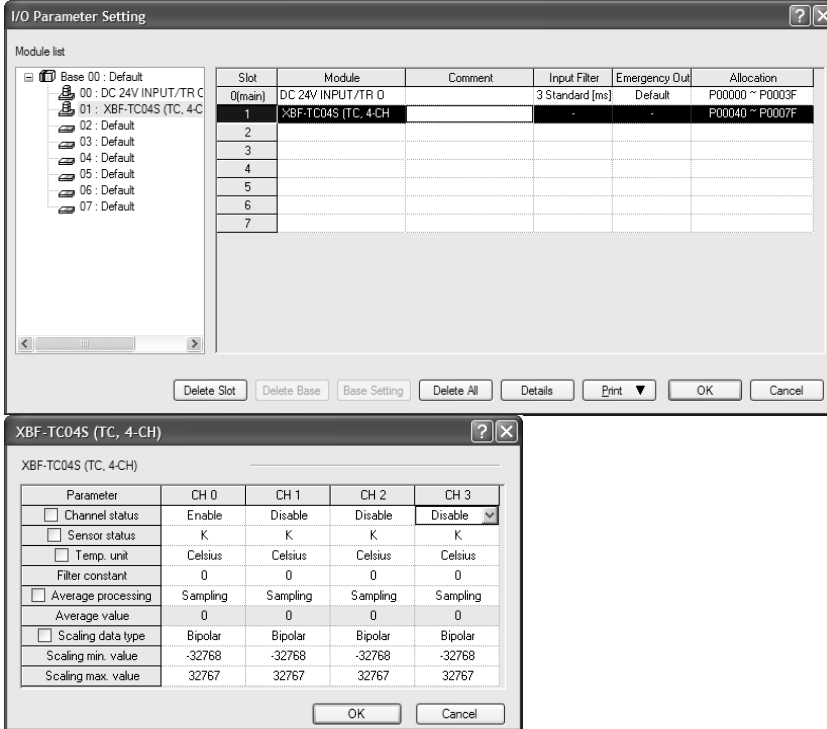 I/O Parameter Setting
Module list
Base 00 : Default
00 : DC 24V INPUT/TR C
01 : XBF-TC04S (TC, 4-C
02 : Default
03 : Default
04 : Default
05 : Default
06 : Default
07 : Default
Slot Module Comment Input Filter Emergency Out Allocation
0(main) DC 24V INPUT/TR O 3 Standard [ms] Default P00000 ~ P0003F
1 XBF-TC04S (TC, 4-CH - - P00040 ~ P0007F
2
3
4
5
6
7
Delete Slot Delete Base Base Setting Delete All Details Print ▼ OK Cancel
XBF-TC04S (TC, 4-CH)
XBF-TC04S (TC, 4-CH)
Parameter CH 0 CH 1 CH 2 CH 3
Channel status Enable Disable Disable Disable
Sensor status K K K K
Temp. unit Celsius Celsius Celsius Celsius
Filter constant 0 0 0 0
Average processing Sampling Sampling Sampling Sampling
Average value 0 0 0 0
Scaling data type Bipolar Bipolar Bipolar Bipolar
Scaling min. value -32768 -32768 -32768 -32768
Scaling max. value 32767 32767 32767 32767
OK Cancel